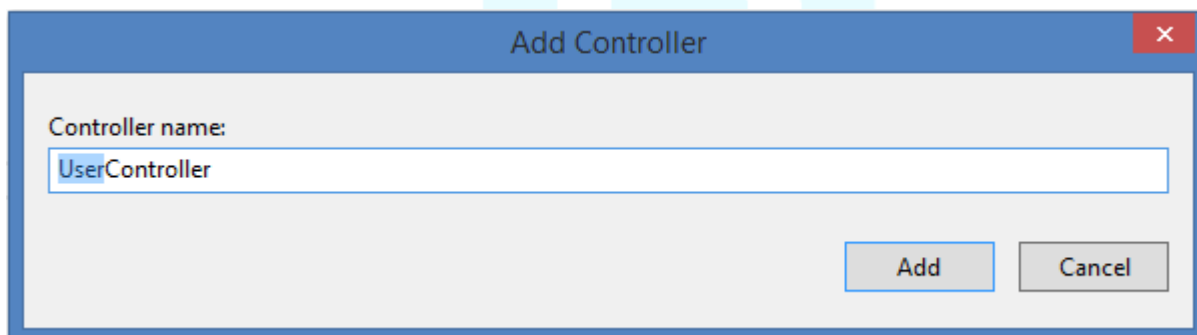 Add Controller
Controller name:
UserController
Add Cancel